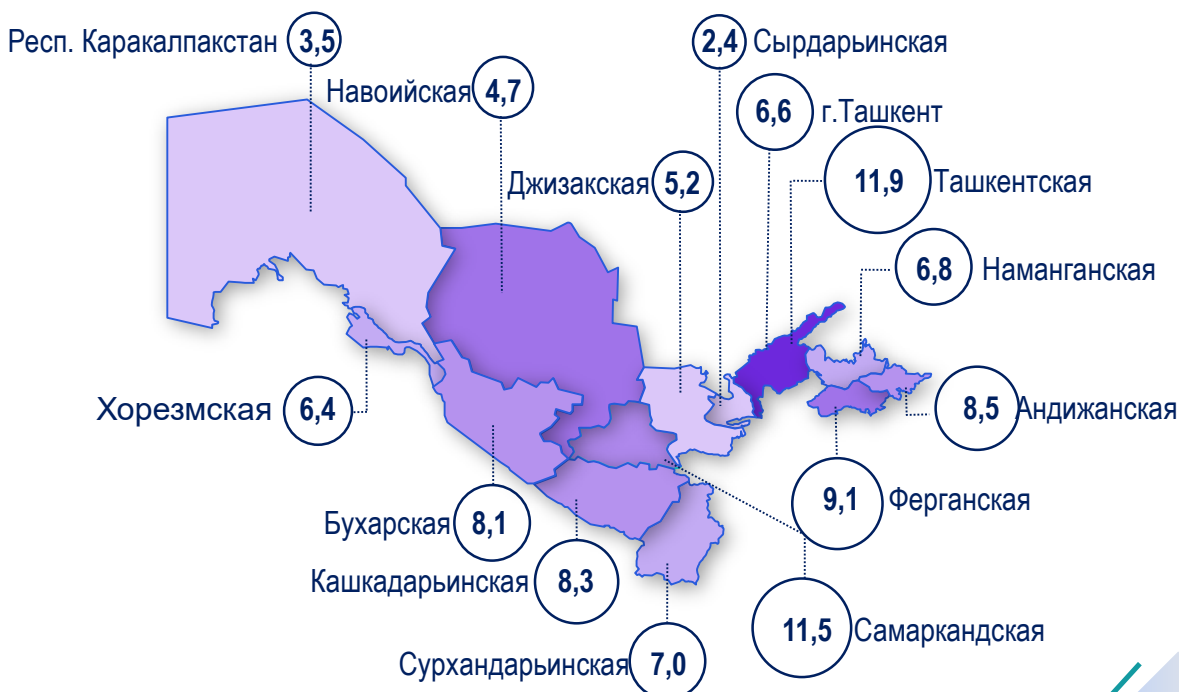 Респ. Каракалпакстан 3,5
2,4 Сырдарьинская
Навоийская 4,7
6,6 г.Ташкент
Джизакская 5,2
11,9 Ташкентская
6,8 Наманганская
Хорезмская 6,4
8,5 Андижанская
9,1 Ферганская
Бухарская 8,1
Кашкадарьинская 8,3
11,5 Самаркандская
Сурхандарьинская 7,0